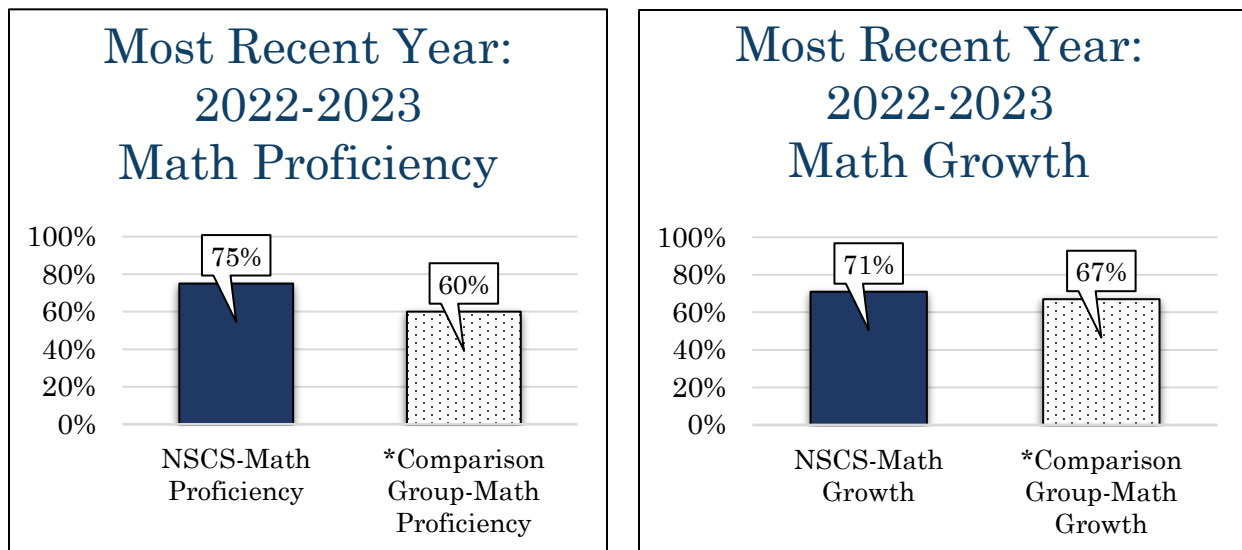 Most Recent Year:
2022-2023
Math Proficiency
100%
80%
60%
40%
20%
0%
75%
60%
NSCS-Math
Proficiency
*Comparison
Group-Math
Proficiency
Most Recent Year:
2022-2023
Math Growth
100%
80%
60%
40%
20%
0%
71%
67%
NSCS-Math
Growth
*Comparison
Group-Math
Growth